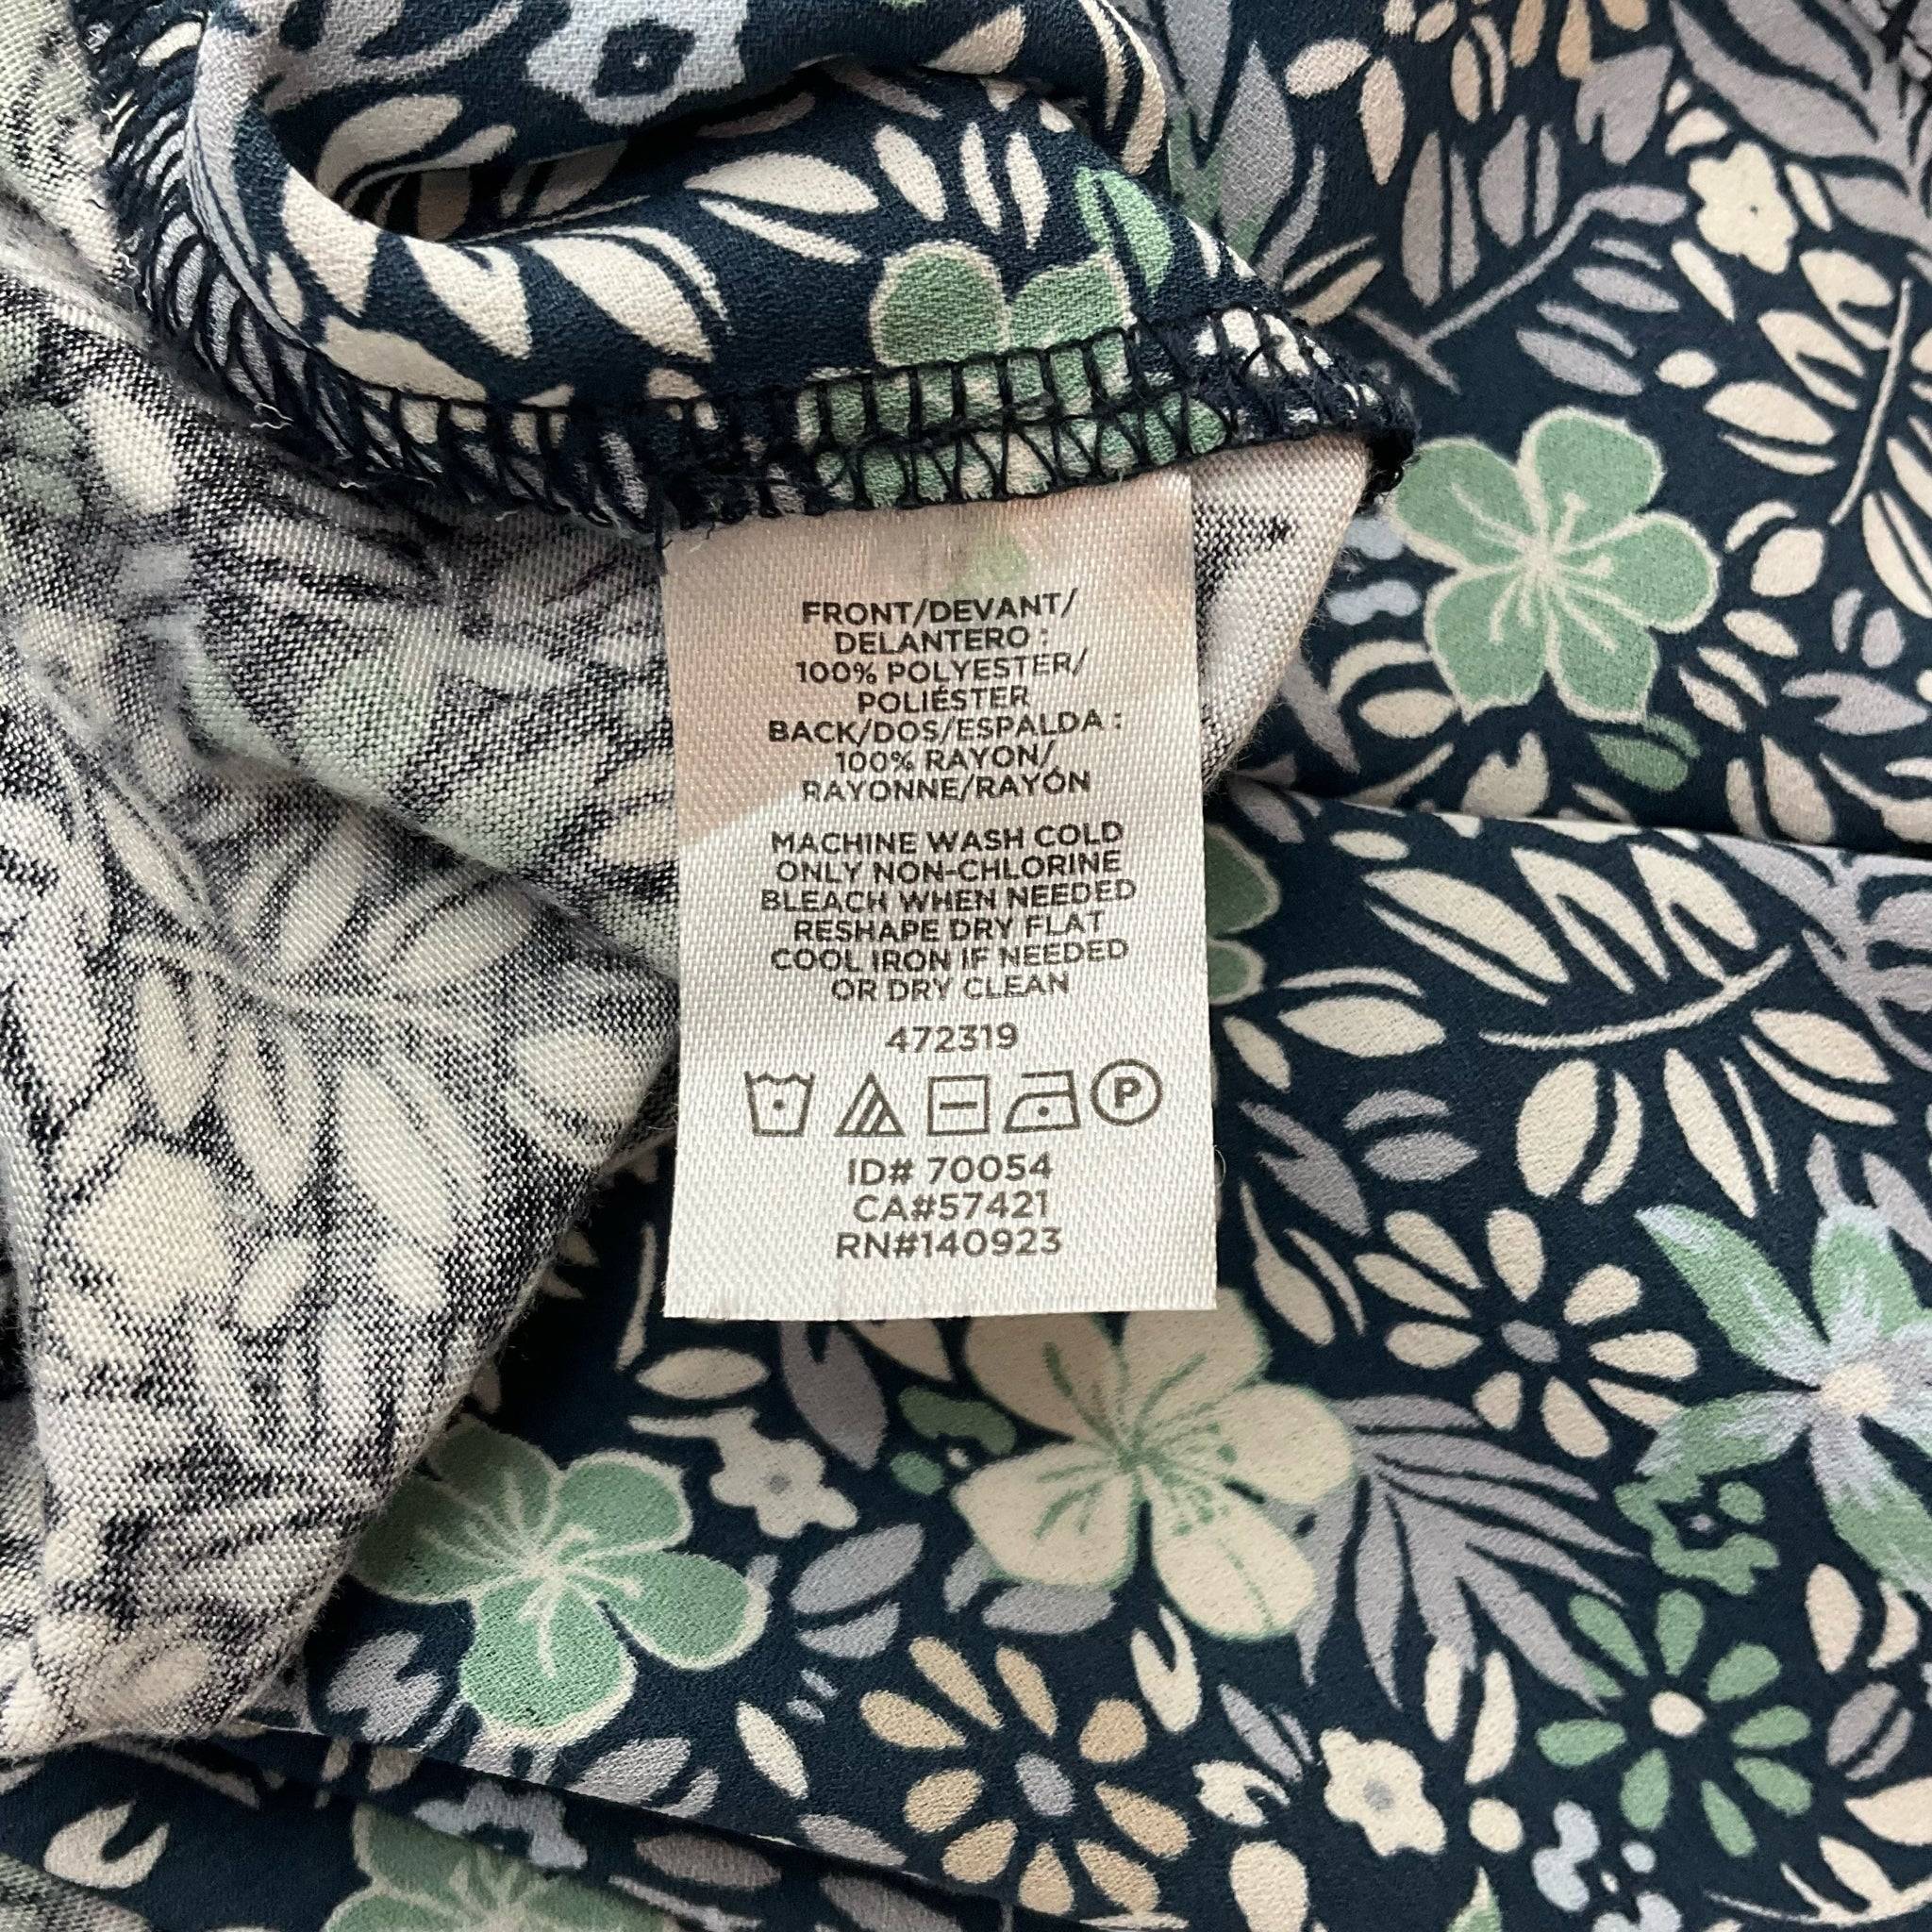 FRONT/DEVANT/
DELANTERO :
100% POLYESTER/
POLIÉSTER
BACK/DOS/ESPALDA :
100% RAYON/
RAYONNE/RAYÓN
MACHINE WASH COLD
ONLY NON-CHLORINE
BLEACH WHEN NEEDED
RESHAPE DRY FLAT
COOL IRON IF NEEDED
OR DRY CLEAN
472319
P
ID# 70054
CA#57421
RN#140923